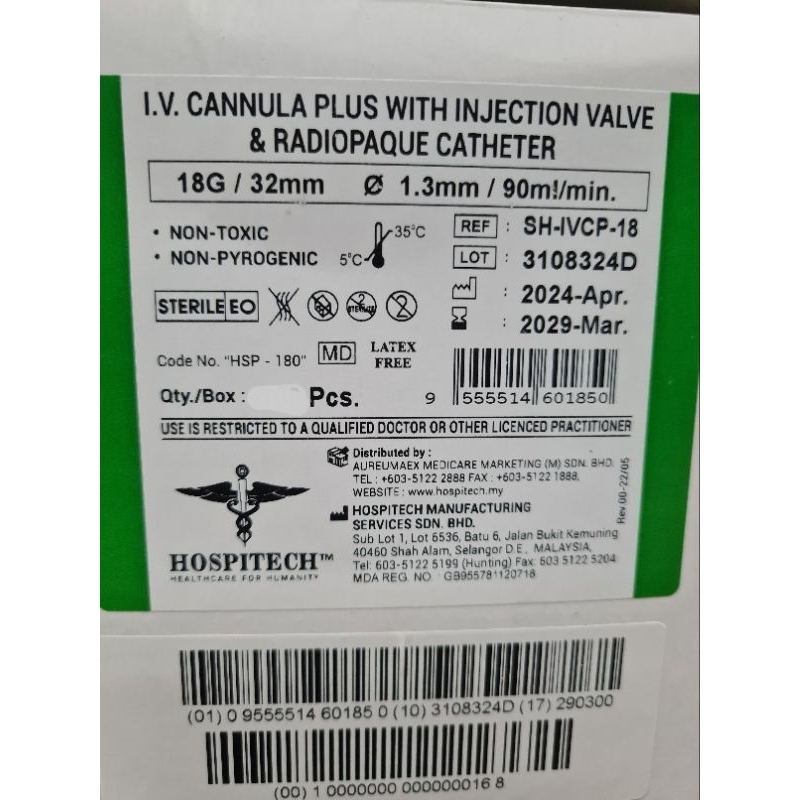 I.V. CANNULA PLUS WITH INJECTION VALVE
& RADIOPAQUE CATHETER
18G / 32mm Ø 1.3mm / 90ml/min.
• NON-TOXIC
• NON-PYROGENIC
35°C
5°C
REF : SH-IVCP-18
LOT : 3108324D
: 2024-Apr.
: 2029-Mar.
STERILE EO
2
STERILIZE
2
Code No. "HSP - 180"
MD
LATEX
FREE
Qty./Box : Pcs.
9 555514 601850
USE IS RESTRICTED TO A QUALIFIED DOCTOR OR OTHER LICENCED PRACTITIONER
Distributed by :
AUREUMAEX MEDICARE MARKETING (M) SDN. BHD.
TEL : +603-5122 2888 FAX : +603-5121 1888.
WEBSITE : www.hospitech.my
HOSPITECH MANUFACTURING
SERVICES SDN. BHD.
Sub Lot 1, Lot 6536, Batu 6, Jalan Bukit Kemuning
40460 Shah Alam, Selangor D.E., MALAYSIA,
Tel: 603-5122 5199 (Hunting) Fax: 603 5122 5204
MDA REG. NO. : GB955781120718
Rev 00-22/05
HOSPITECH™
HEALTHCARE FOR HUMANITY
(01) 0 9555514 60185 0 (10) 3108324D (17) 290300
(00) 1 0000000 000000016 8